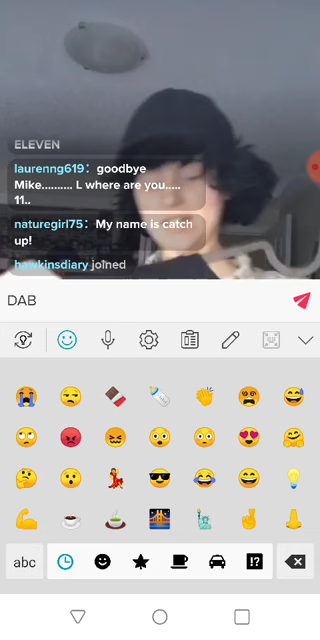 ELEVEN
laurenng619: goodbye
Mike.......... L where are you.....
11..
naturegirl75: My name is catch
up!
hawkinsdiary joined
DAB
abc
!?